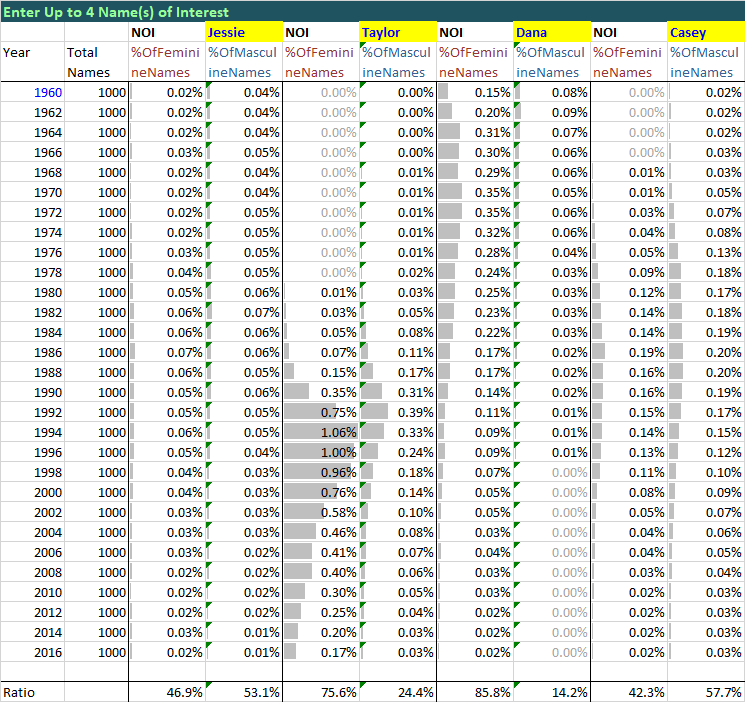 Enter Up to 4 Name(s) of Interest
NOI Jessie NOI Taylor NOI Dana NOI Casey
Year Total %OfFemini %OfMascul %OfFemini %OfMascul %OfFemini %OfMascul %OfFemini %OfMascul
Names neNames ineNames neNames ineNames neNames ineNames neNames ineNames
1960 1000 0.02% 0.04% 0.00% 0.00% 0.15% 0.08% 0.00% 0.02%
1962 1000 0.02% 0.04% 0.00% 0.00% 0.20% 0.09% 0.00% 0.02%
1964 1000 0.02% 0.04% 0.00% 0.00% 0.31% 0.07% 0.00% 0.02%
1966 1000 0.03% 0.05% 0.00% 0.00% 0.30% 0.06% 0.00% 0.03%
1968 1000 0.02% 0.04% 0.00% 0.01% 0.29% 0.06% 0.01% 0.03%
1970 1000 0.02% 0.04% 0.00% 0.01% 0.35% 0.05% 0.01% 0.05%
1972 1000 0.02% 0.05% 0.00% 0.01% 0.35% 0.06% 0.03% 0.07%
1974 1000 0.02% 0.05% 0.00% 0.01% 0.32% 0.06% 0.04% 0.08%
1976 1000 0.03% 0.05% 0.00% 0.01% 0.28% 0.04% 0.05% 0.13%
1978 1000 0.04% 0.05% 0.00% 0.02% 0.24% 0.03% 0.09% 0.18%
1980 1000 0.05% 0.06% 0.01% 0.03% 0.25% 0.03% 0.12% 0.17%
1982 1000 0.06% 0.07% 0.03% 0.05% 0.23% 0.03% 0.14% 0.18%
1984 1000 0.06% 0.06% 0.05% 0.08% 0.22% 0.03% 0.14% 0.19%
1986 1000 0.07% 0.06% 0.07% 0.11% 0.17% 0.02% 0.19% 0.20%
1988 1000 0.06% 0.05% 0.15% 0.17% 0.17% 0.02% 0.16% 0.20%
1990 1000 0.05% 0.06% 0.35% 0.31% 0.14% 0.02% 0.16% 0.19%
1992 1000 0.05% 0.05% 0.75% 0.39% 0.11% 0.01% 0.15% 0.17%
1994 1000 0.06% 0.05% 1.06% 0.33% 0.09% 0.01% 0.14% 0.15%
1996 1000 0.05% 0.04% 1.00% 0.24% 0.09% 0.01% 0.13% 0.12%
1998 1000 0.04% 0.03% 0.96% 0.18% 0.07% 0.00% 0.11% 0.10%
2000 1000 0.04% 0.03% 0.76% 0.14% 0.05% 0.00% 0.08% 0.09%
2002 1000 0.03% 0.03% 0.58% 0.10% 0.05% 0.00% 0.05% 0.07%
2004 1000 0.03% 0.03% 0.46% 0.08% 0.05% 0.00% 0.04% 0.06%
2006 1000 0.03% 0.02% 0.41% 0.07% 0.04% 0.00% 0.04% 0.05%
2008 1000 0.02% 0.02% 0.40% 0.06% 0.03% 0.00% 0.03% 0.04%
2010 1000 0.02% 0.02% 0.30% 0.05% 0.03% 0.00% 0.02% 0.03%
2012 1000 0.02% 0.02% 0.25% 0.04% 0.02% 0.00% 0.02% 0.03%
2014 1000 0.03% 0.01% 0.20% 0.03% 0.02% 0.00% 0.02% 0.03%
2016 1000 0.02% 0.01% 0.17% 0.03% 0.02% 0.00% 0.02% 0.03%
Ratio 46.9% 53.1% 75.6% 24.4% 85.8% 14.2% 42.3% 57.7%